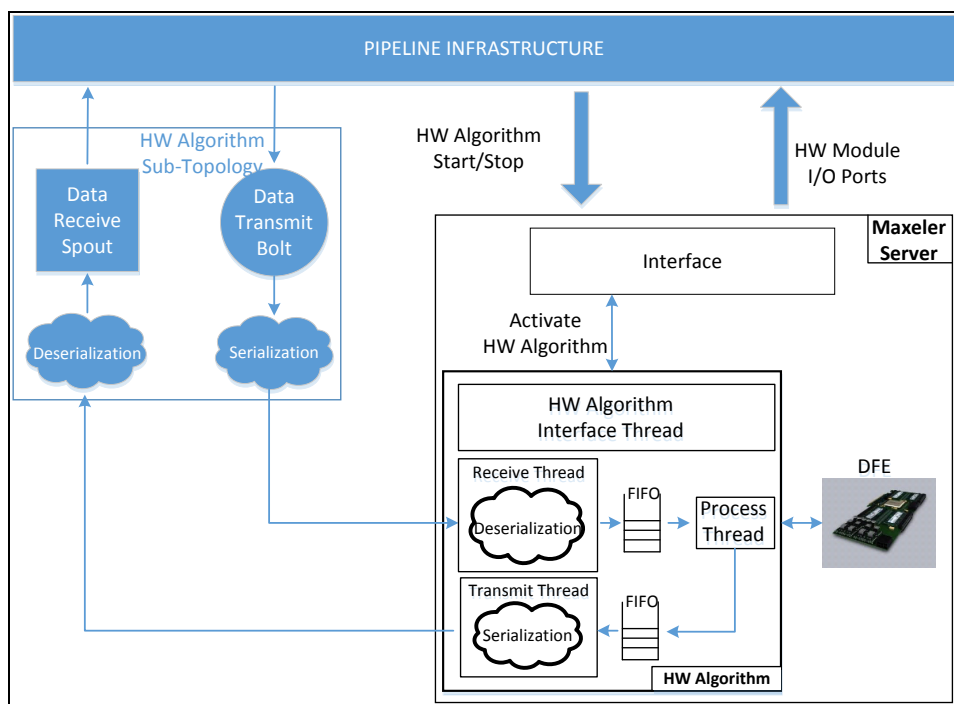 PIPELINE INFRASTRUCTURE
HW Algorithm
Sub-Topology
Data
Receive
Spout
Data
Transmit
Bolt
Deserialization
Serialization
HW Algorithm
Start/Stop
HW Module
I/O Ports
Maxeler
Server
Interface
Activate
HW Algorithm
HW Algorithm
Interface Thread
Receive Thread
Deserialization
FIFO
Process
Thread
DFE
Transmit Thread
Serialization
FIFO
HW Algorithm